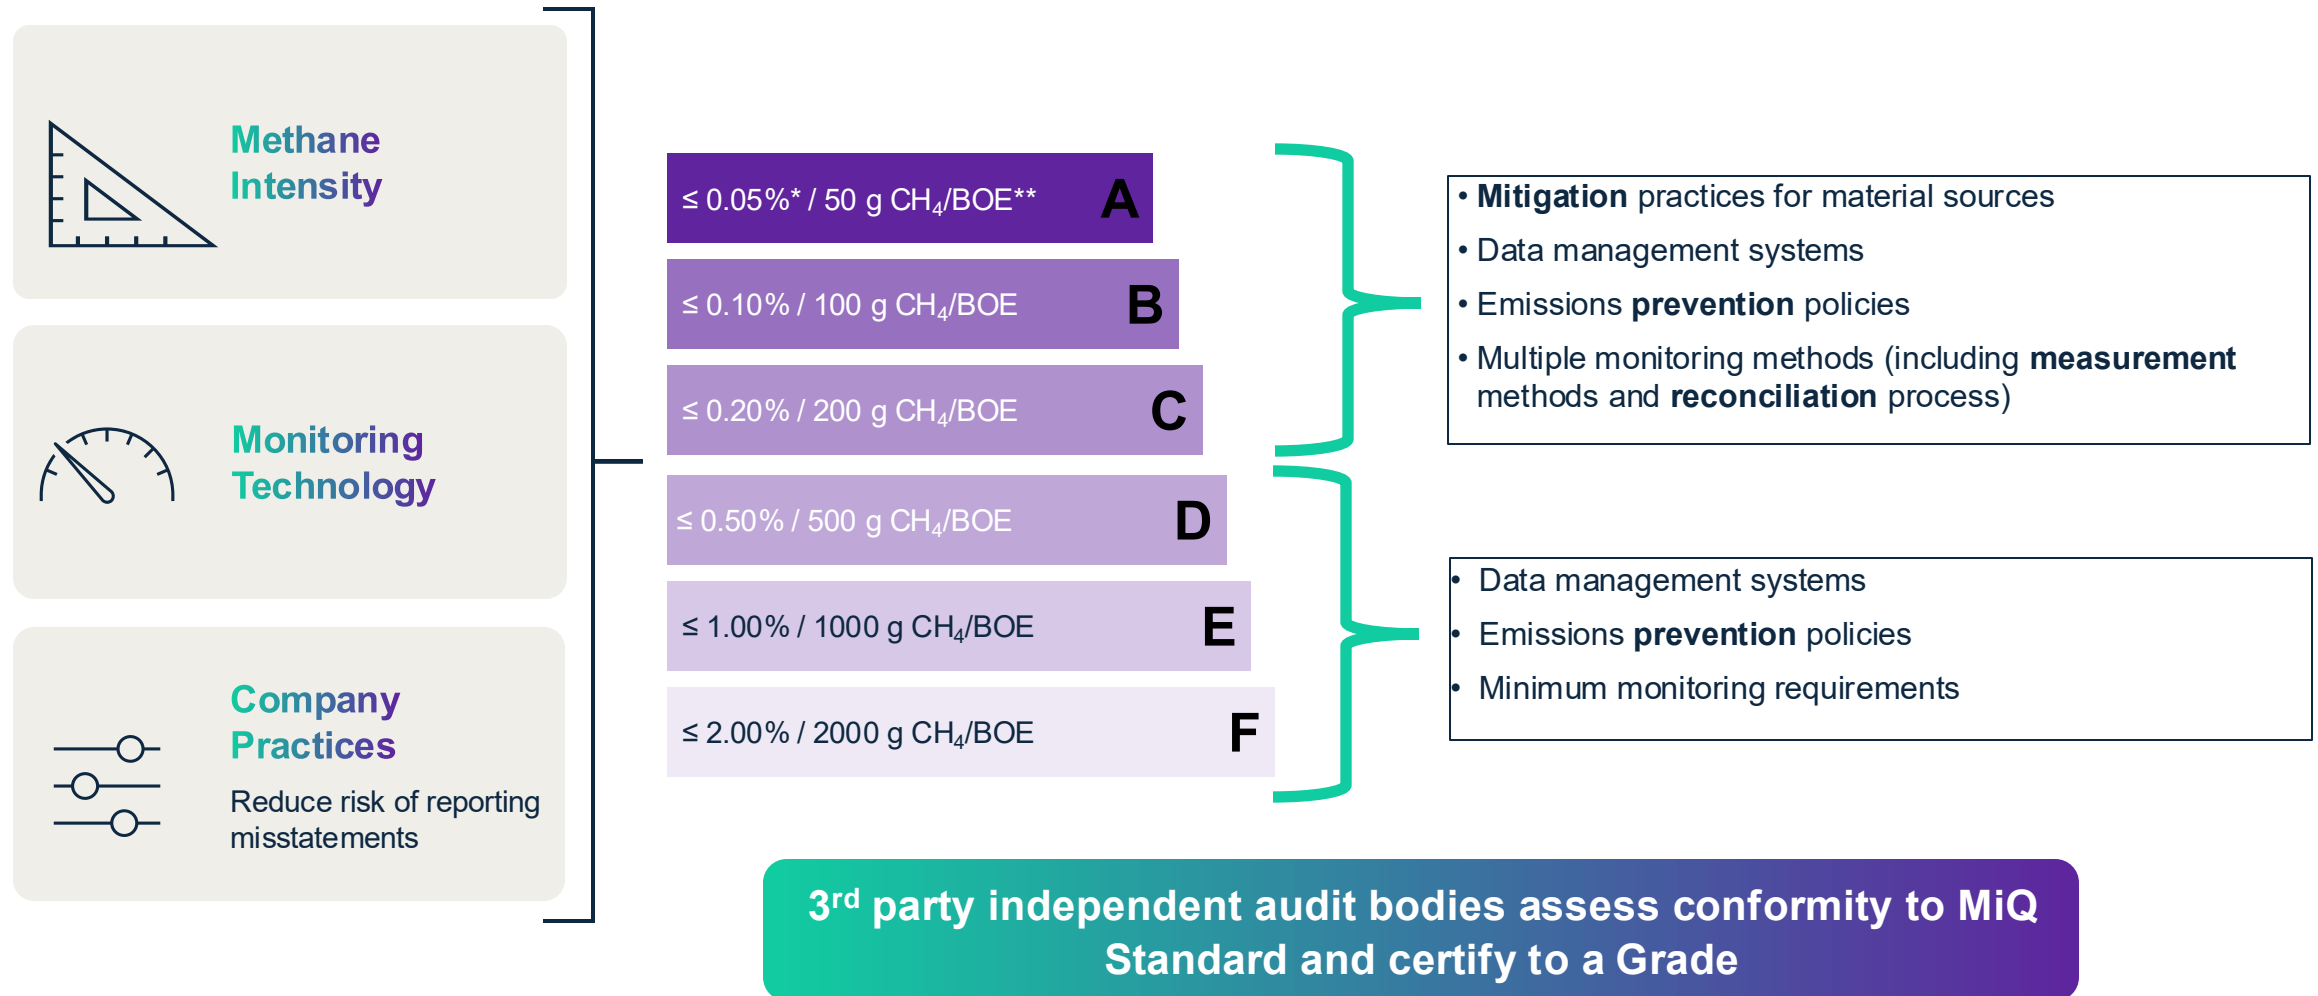 Methane
Intensity
Monitoring
Technology
Company
Practices
Reduce risk of reporting
misstatements
≤ 0.05%* / 50 g CH₄/BOE** A
≤ 0.10% / 100 g CH₄/BOE B
≤ 0.20% / 200 g CH₄/BOE C
≤ 0.50% / 500 g CH₄/BOE D
≤ 1.00% / 1000 g CH₄/BOE E
≤ 2.00% / 2000 g CH₄/BOE F
• Mitigation practices for material sources
• Data management systems
• Emissions prevention policies
• Multiple monitoring methods (including measurement
methods and reconciliation process)
• Data management systems
• Emissions prevention policies
• Minimum monitoring requirements
3rd party independent audit bodies assess conformity to MiQ
Standard and certify to a Grade